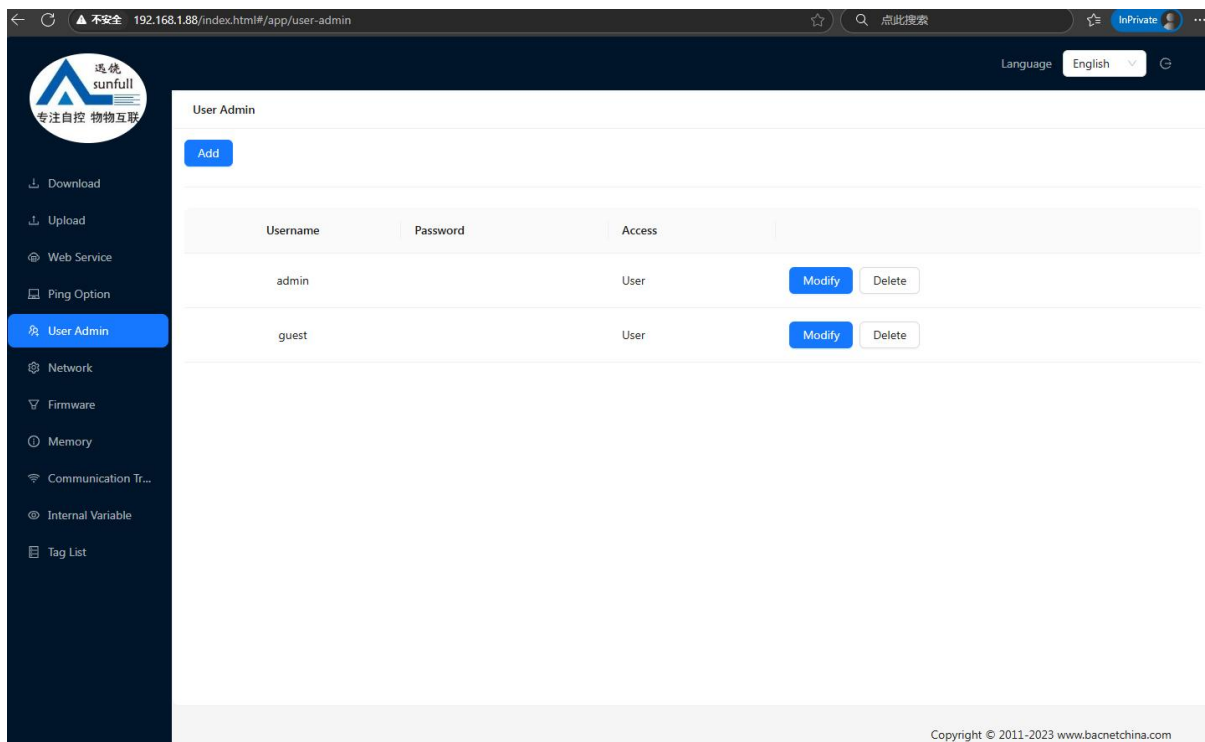 不安全 192.168.1.88/index.html#/app/user-admin 点此搜索 InPrivate
sunfull
专注自控 物物互联
Language English
User Admin
Add
Download
Upload
Web Service
Ping Option
User Admin
Network
Firmware
Memory
Communication Tr...
Internal Variable
Tag List
Username Password Access
admin User Modify Delete
guest User Modify Delete
Copyright © 2011-2023 www.bacnetchina.com